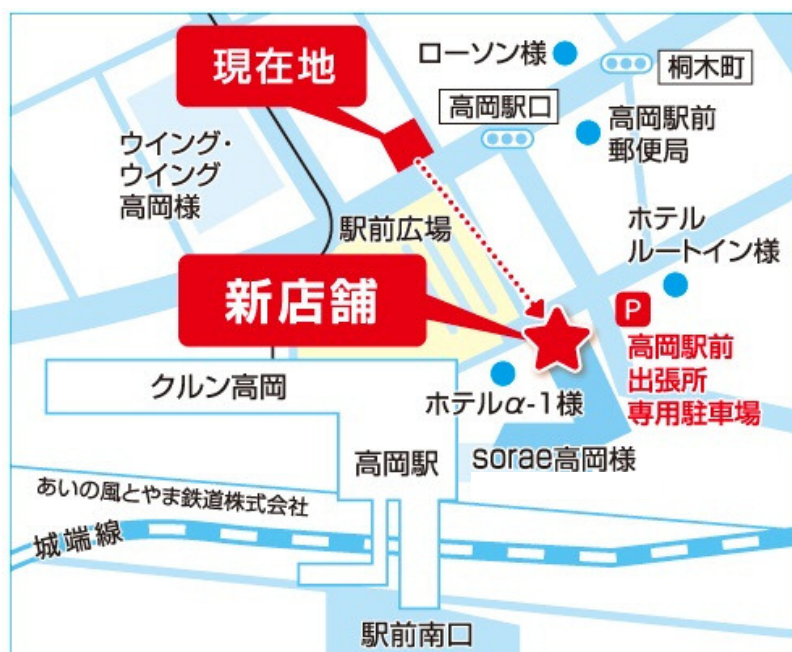 現在地
ローソン様
桐木町
高岡駅口
高岡駅前
郵便局
ウイング・
ウイング
高岡様
駅前広場
ホテル
ルートイン様
新店舗
P
高岡駅前
出張所
専用駐車場
クルン高岡
ホテルα-1様
高岡駅
sorae高岡様
あいの風とやま鉄道株式会社
城端線
駅前南口